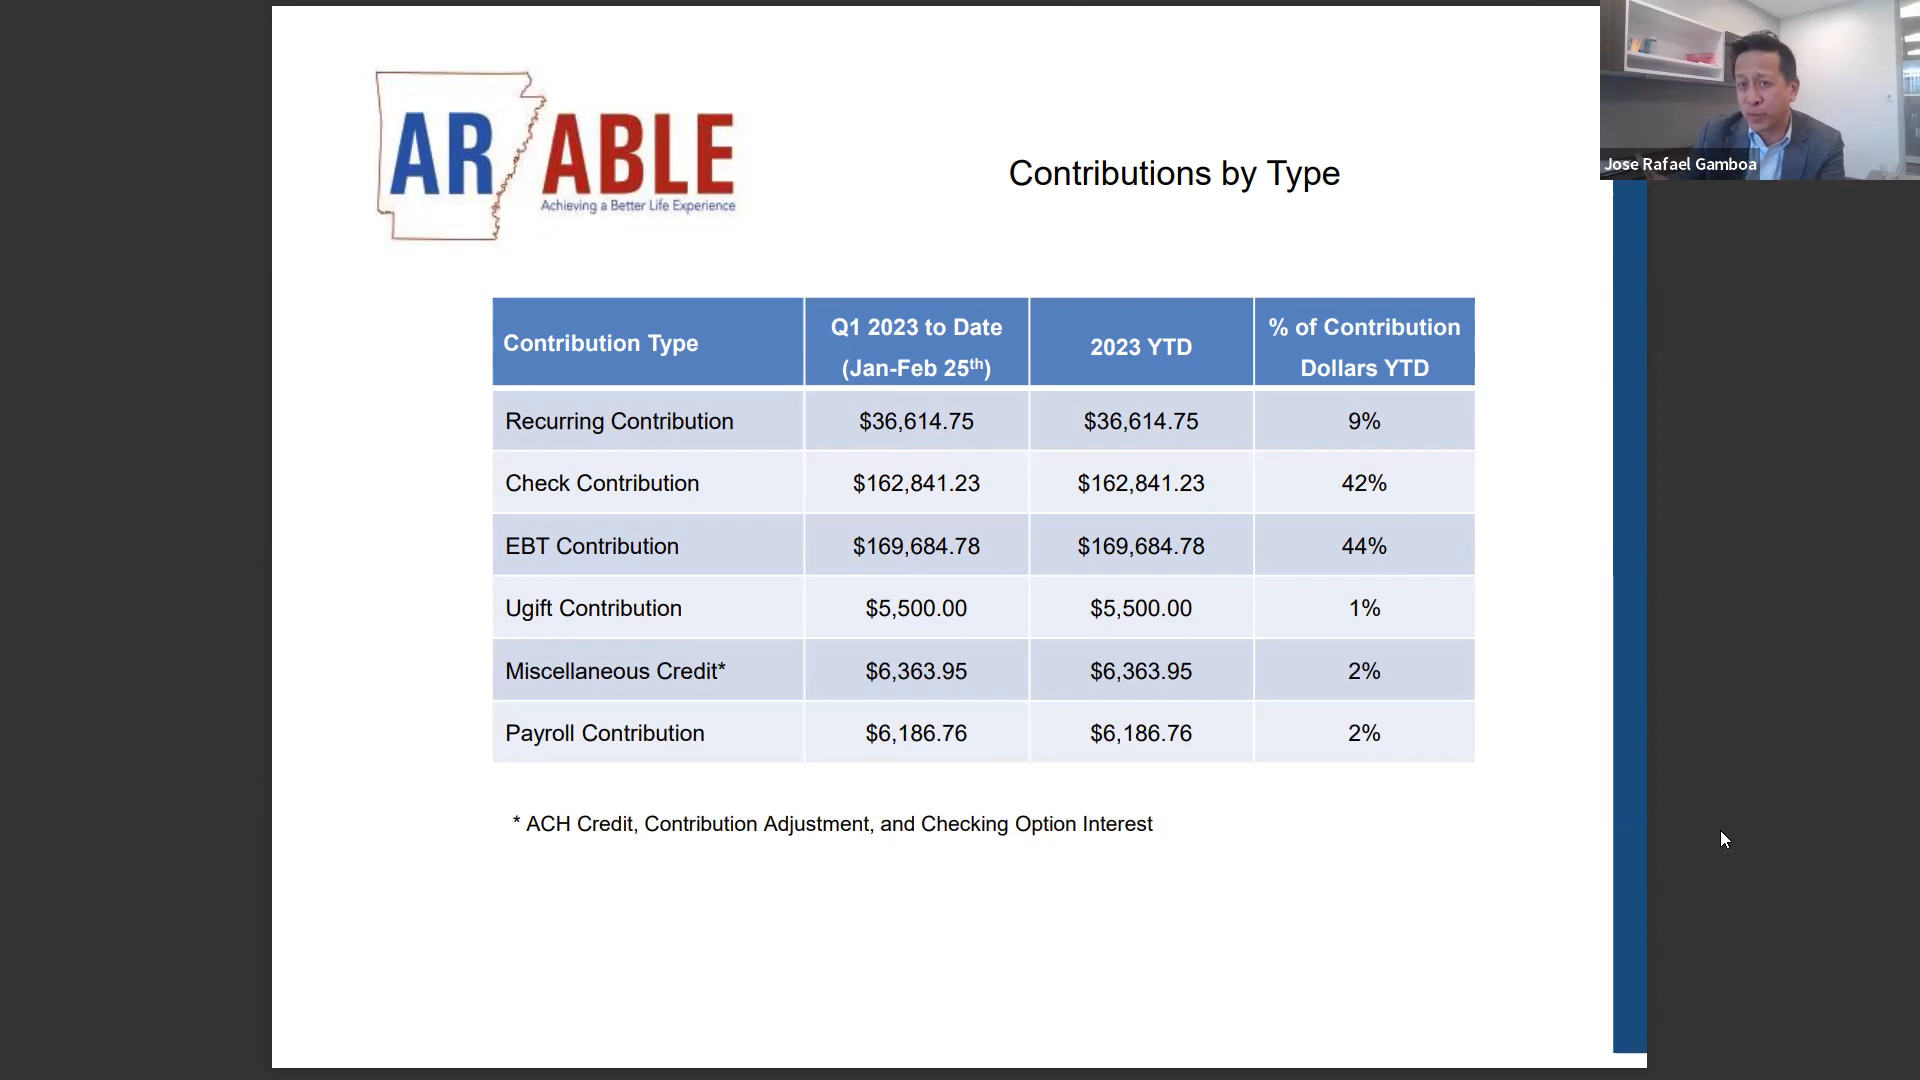 AR ABLE
Achieving a Better Life Experience
Contributions by Type
Jose Rafael Gamboa
Contribution Type
Q1 2023 to Date
(Jan-Feb 25th)
2023 YTD
% of Contribution
Dollars YTD
Recurring Contribution $36,614.75 $36,614.75 9%
Check Contribution $162,841.23 $162,841.23 42%
EBT Contribution $169,684.78 $169,684.78 44%
Ugift Contribution $5,500.00 $5,500.00 1%
Miscellaneous Credit* $6,363.95 $6,363.95 2%
Payroll Contribution $6,186.76 $6,186.76 2%
* ACH Credit, Contribution Adjustment, and Checking Option Interest